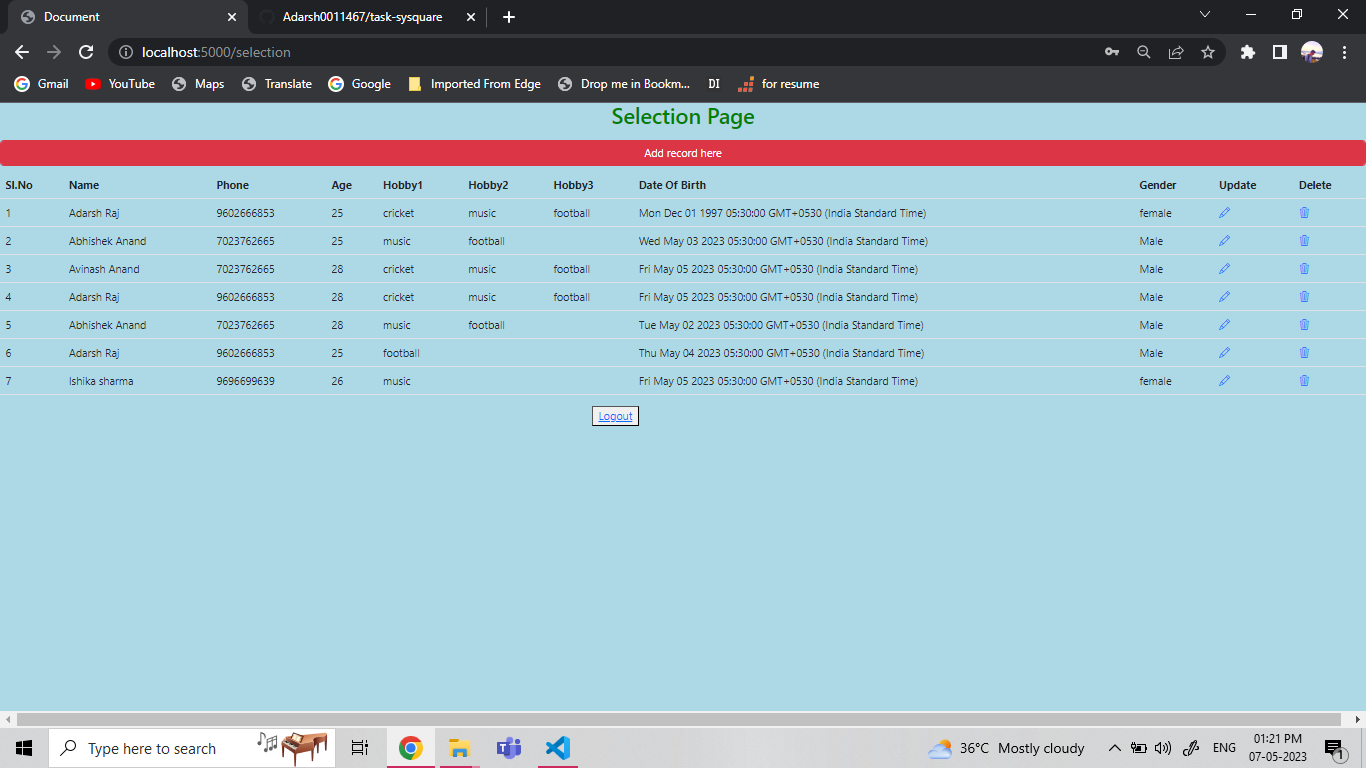 Document
Adarsh0011467/task-sysquare
localhost:5000/selection
Gmail YouTube Maps Translate Google Imported From Edge Drop me in Bookm... DI for resume
Selection Page
Add record here
Sl.No Name Phone Age Hobby1 Hobby2 Hobby3 Date Of Birth Gender Update Delete
1 Adarsh Raj 9602666853 25 cricket music football Mon Dec 01 1997 05:30:00 GMT+0530 (India Standard Time) female
2 Abhishek Anand 7023762665 25 music football Wed May 03 2023 05:30:00 GMT+0530 (India Standard Time) Male
3 Avinash Anand 7023762665 28 cricket music football Fri May 05 2023 05:30:00 GMT+0530 (India Standard Time) Male
4 Adarsh Raj 9602666853 28 cricket music football Fri May 05 2023 05:30:00 GMT+0530 (India Standard Time) Male
5 Abhishek Anand 7023762665 28 music football Tue May 02 2023 05:30:00 GMT+0530 (India Standard Time) Male
6 Adarsh Raj 9602666853 25 football Thu May 04 2023 05:30:00 GMT+0530 (India Standard Time) Male
7 Ishika sharma 9696699639 26 music Fri May 05 2023 05:30:00 GMT+0530 (India Standard Time) female
Logout
Type here to search
36°C Mostly cloudy
ENG
01:21 PM
07-05-2023
1